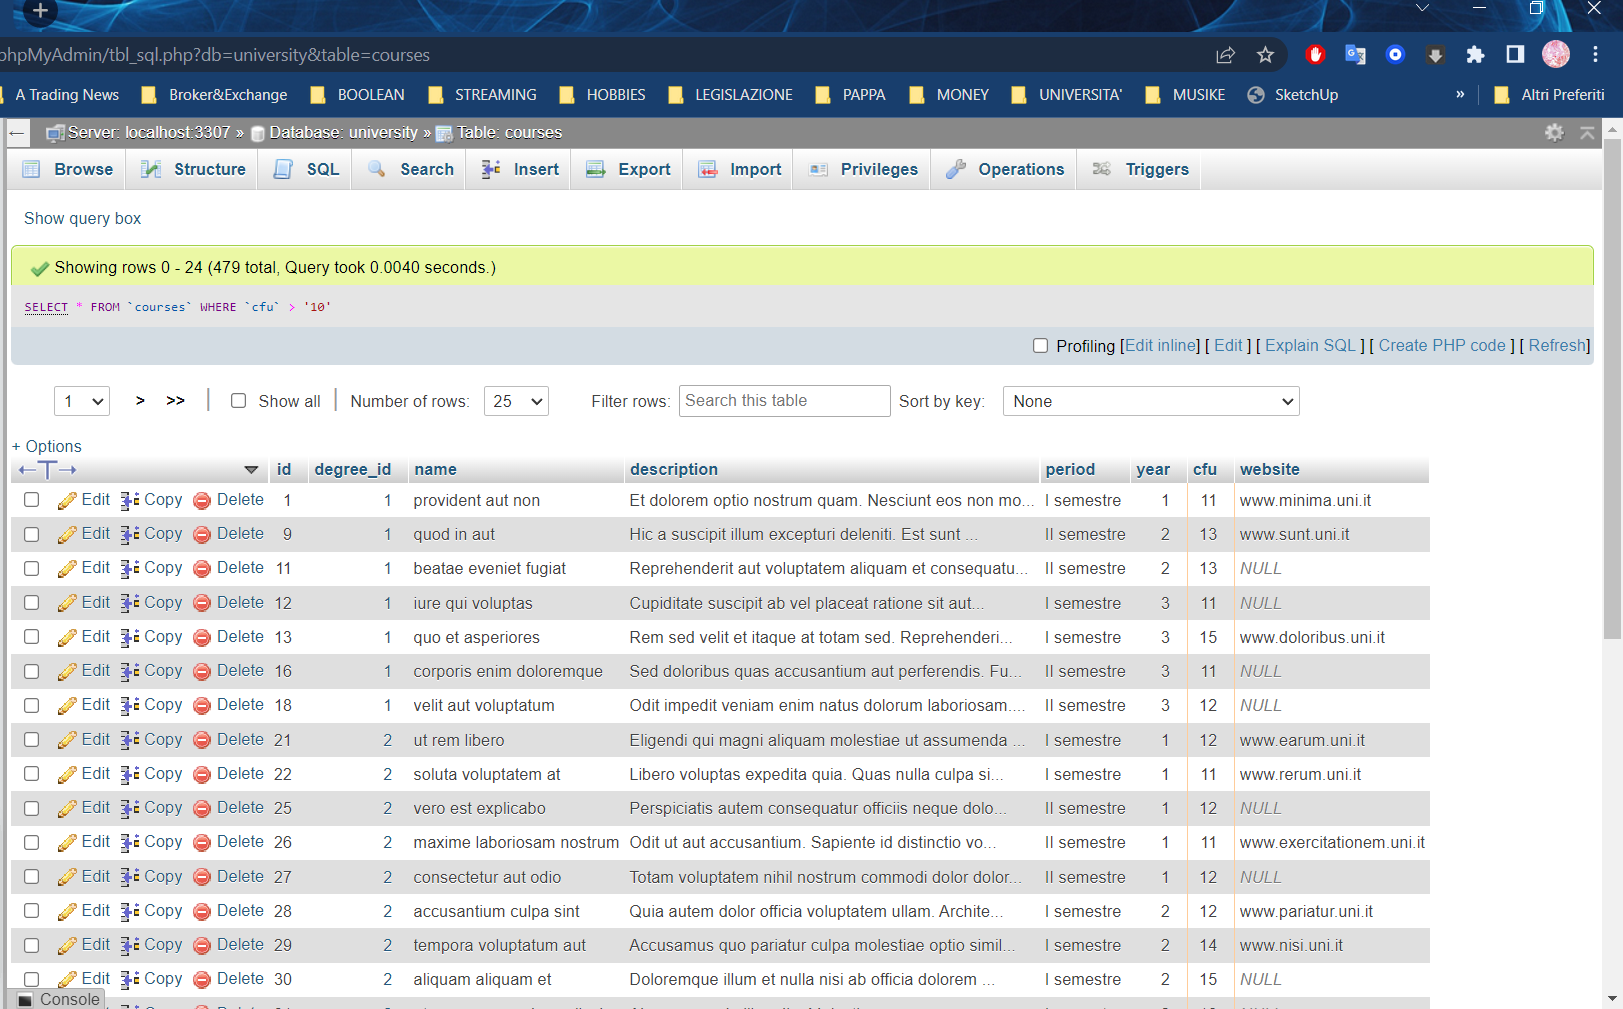 phpMyAdmin/tbl_sql.php?db=university&table=courses
A Trading News Broker&Exchange BOOLEAN STREAMING HOBBIES LEGISLAZIONE PAPPA MONEY UNIVERSITA' MUSIKE SketchUp » Altri Preferiti
Server: localhost:3307 » Database: university » Table: courses
Browse Structure SQL Search Insert Export Import Privileges Operations Triggers
Show query box
Showing rows 0 - 24 (479 total, Query took 0.0040 seconds.)
SELECT * FROM `courses` WHERE `cfu` > '10'
Profiling [Edit inline] [ Edit ] [ Explain SQL ] [ Create PHP code ] [ Refresh]
1 > >> | Show all | Number of rows: 25 Filter rows: Search this table Sort by key: None
+ Options
←T→ id degree_id name description period year cfu website
Edit Copy Delete 1 1 provident aut non Et dolorem optio nostrum quam. Nesciunt eos non mo... I semestre 1 11 www.minima.uni.it
Edit Copy Delete 9 1 quod in aut Hic a suscipit illum excepturi deleniti. Est sunt ... II semestre 2 13 www.sunt.uni.it
Edit Copy Delete 11 1 beatae eveniet fugiat Reprehenderit aut voluptatem aliquam et consequatu... II semestre 2 13 NULL
Edit Copy Delete 12 1 iure qui voluptas Cupiditate suscipit ab vel placeat ratione sit aut... I semestre 3 11 NULL
Edit Copy Delete 13 1 quo et asperiores Rem sed velit et itaque at totam sed. Reprehenderi... I semestre 3 15 www.doloribus.uni.it
Edit Copy Delete 16 1 corporis enim doloremque Sed doloribus quas accusantium aut perferendis. Fu... II semestre 3 11 NULL
Edit Copy Delete 18 1 velit aut voluptatum Odit impedit veniam enim natus dolorum laboriosam.... II semestre 3 12 NULL
Edit Copy Delete 21 2 ut rem libero Eligendi qui magni aliquam molestiae ut assumenda ... I semestre 1 12 www.earum.uni.it
Edit Copy Delete 22 2 soluta voluptatem at Libero voluptas expedita quia. Quas nulla culpa si... I semestre 1 11 www.rerum.uni.it
Edit Copy Delete 25 2 vero est explicabo Perspiciatis autem consequatur officiis neque dolo... II semestre 1 12 NULL
Edit Copy Delete 26 2 maxime laboriosam nostrum Odit ut aut accusantium. Sapiente id distinctio vo... II semestre 1 11 www.exercitationem.uni.it
Edit Copy Delete 27 2 consectetur aut odio Totam voluptatem nihil nostrum commodi dolor dolor... II semestre 1 12 NULL
Edit Copy Delete 28 2 accusantium culpa sint Quia autem dolor officia voluptatem ullam. Archite... I semestre 2 12 www.pariatur.uni.it
Edit Copy Delete 29 2 tempora voluptatum aut Accusamus quo pariatur culpa molestiae optio simil... I semestre 2 14 www.nisi.uni.it
Edit Copy Delete 30 2 aliquam aliquam et Doloremque illum et nulla nisi ab officia dolorem ... I semestre 2 15 NULL
Console